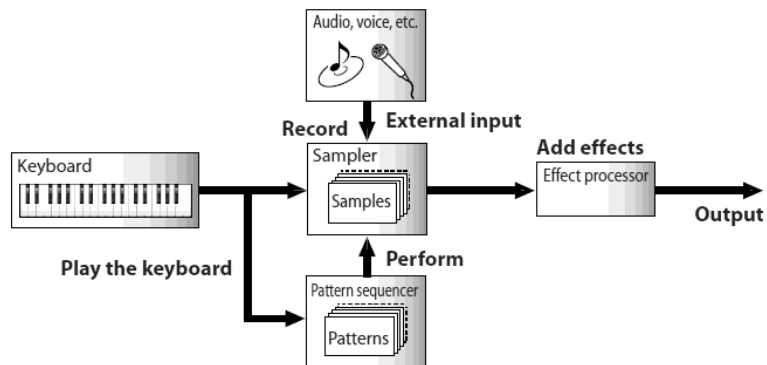 Audio, voice, etc.
Record
External input
Keyboard
Sampler
Samples
Add effects
Effect processor
Output
Play the keyboard
Perform
Pattern sequencer
Patterns